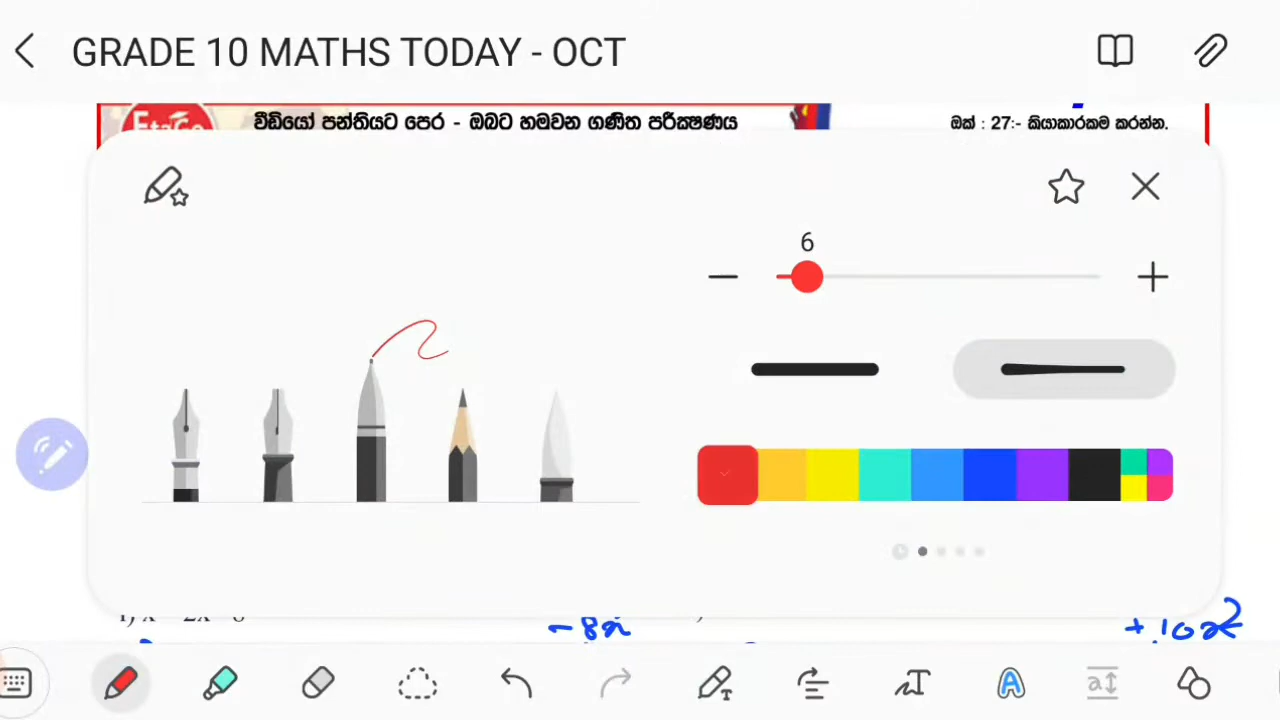 GRADE 10 MATHS TODAY - OCT
වීඩියෝ පන්තියට පෙර - ඔබට හමුවන ගණිත පරීක්ෂණය
ඔක් : 27:- ක්‍රියාකාරකම කරන්න.
6
- 8x
+ 10x²